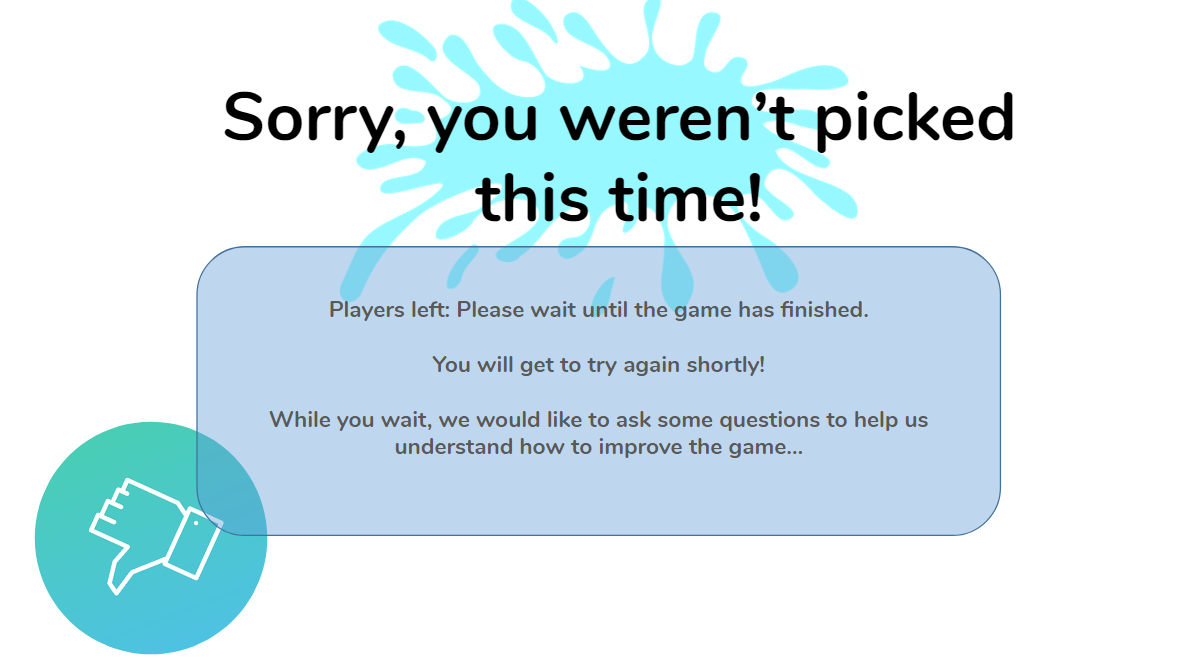 Sorry, you weren’t picked
this time!
Players left: Please wait until the game has finished.
You will get to try again shortly!
While you wait, we would like to ask some questions to help us
understand how to improve the game...